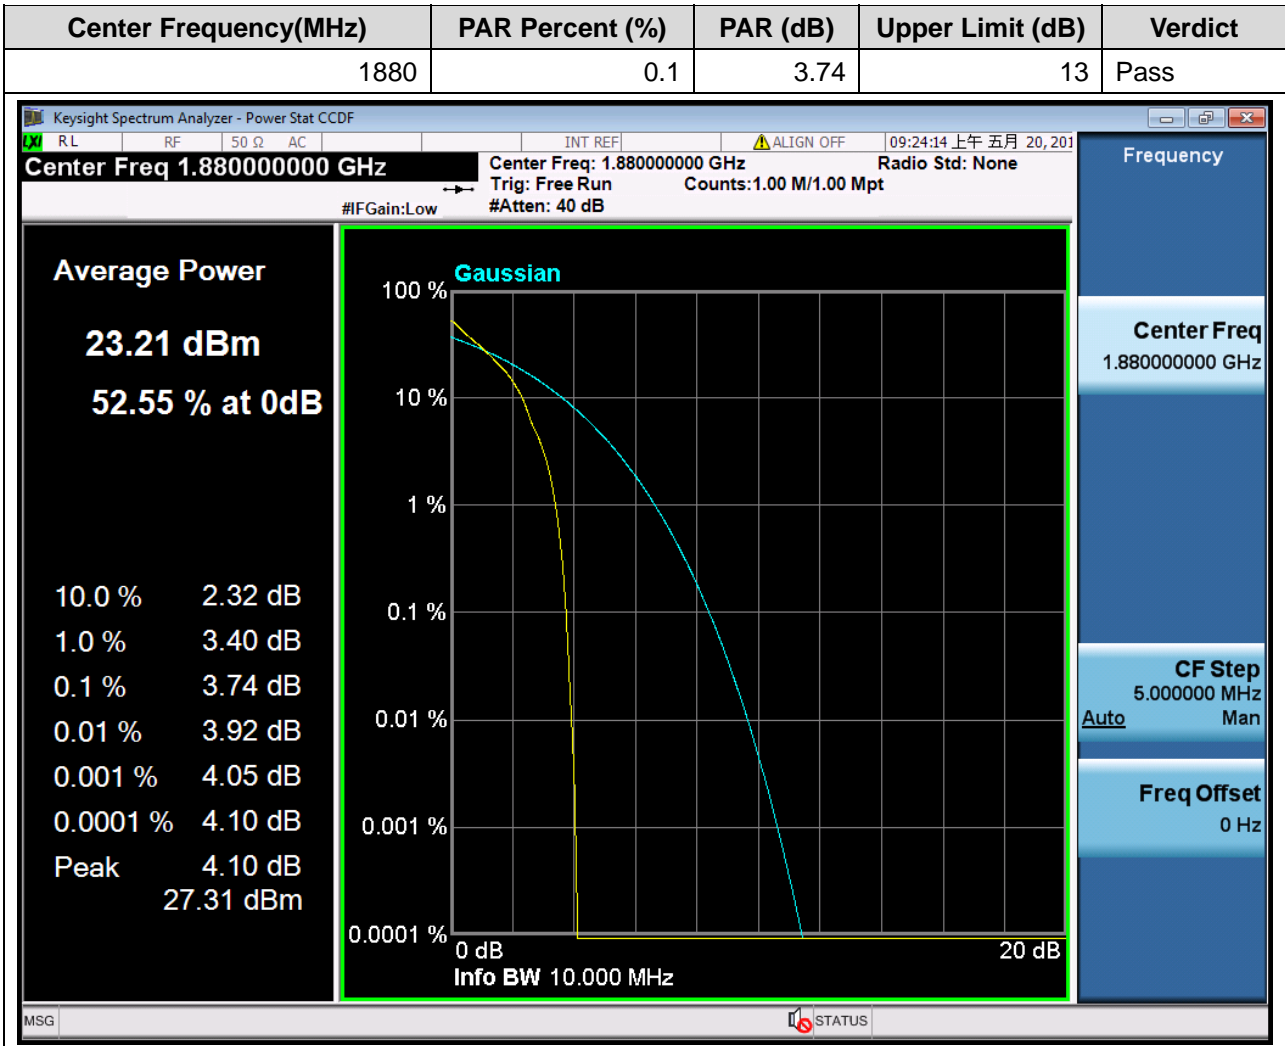 Center Frequency(MHz) PAR Percent (%) PAR (dB) Upper Limit (dB) Verdict
1880 0.1 3.74 13 Pass
Keysight Spectrum Analyzer - Power Stat CCDF
LXI RL RF 50 Ω AC INT REF ALIGN OFF 09:24:14 上午 五月 20, 201
Center Freq 1.880000000 GHz
Center Freq: 1.880000000 GHz Radio Std: None
Trig: Free Run Counts:1.00 M/1.00 Mpt
#IFGain:Low #Atten: 40 dB
Average Power
23.21 dBm
52.55 % at 0dB
10.0 % 2.32 dB
1.0 % 3.40 dB
0.1 % 3.74 dB
0.01 % 3.92 dB
0.001 % 4.05 dB
0.0001 % 4.10 dB
Peak 4.10 dB
27.31 dBm
Gaussian
100 %
10 %
1 %
0.1 %
0.01 %
0.001 %
0.0001 %
0 dB 20 dB
Info BW 10.000 MHz
Frequency
Center Freq
1.880000000 GHz
CF Step
5.000000 MHz
Auto Man
Freq Offset
0 Hz
MSG STATUS